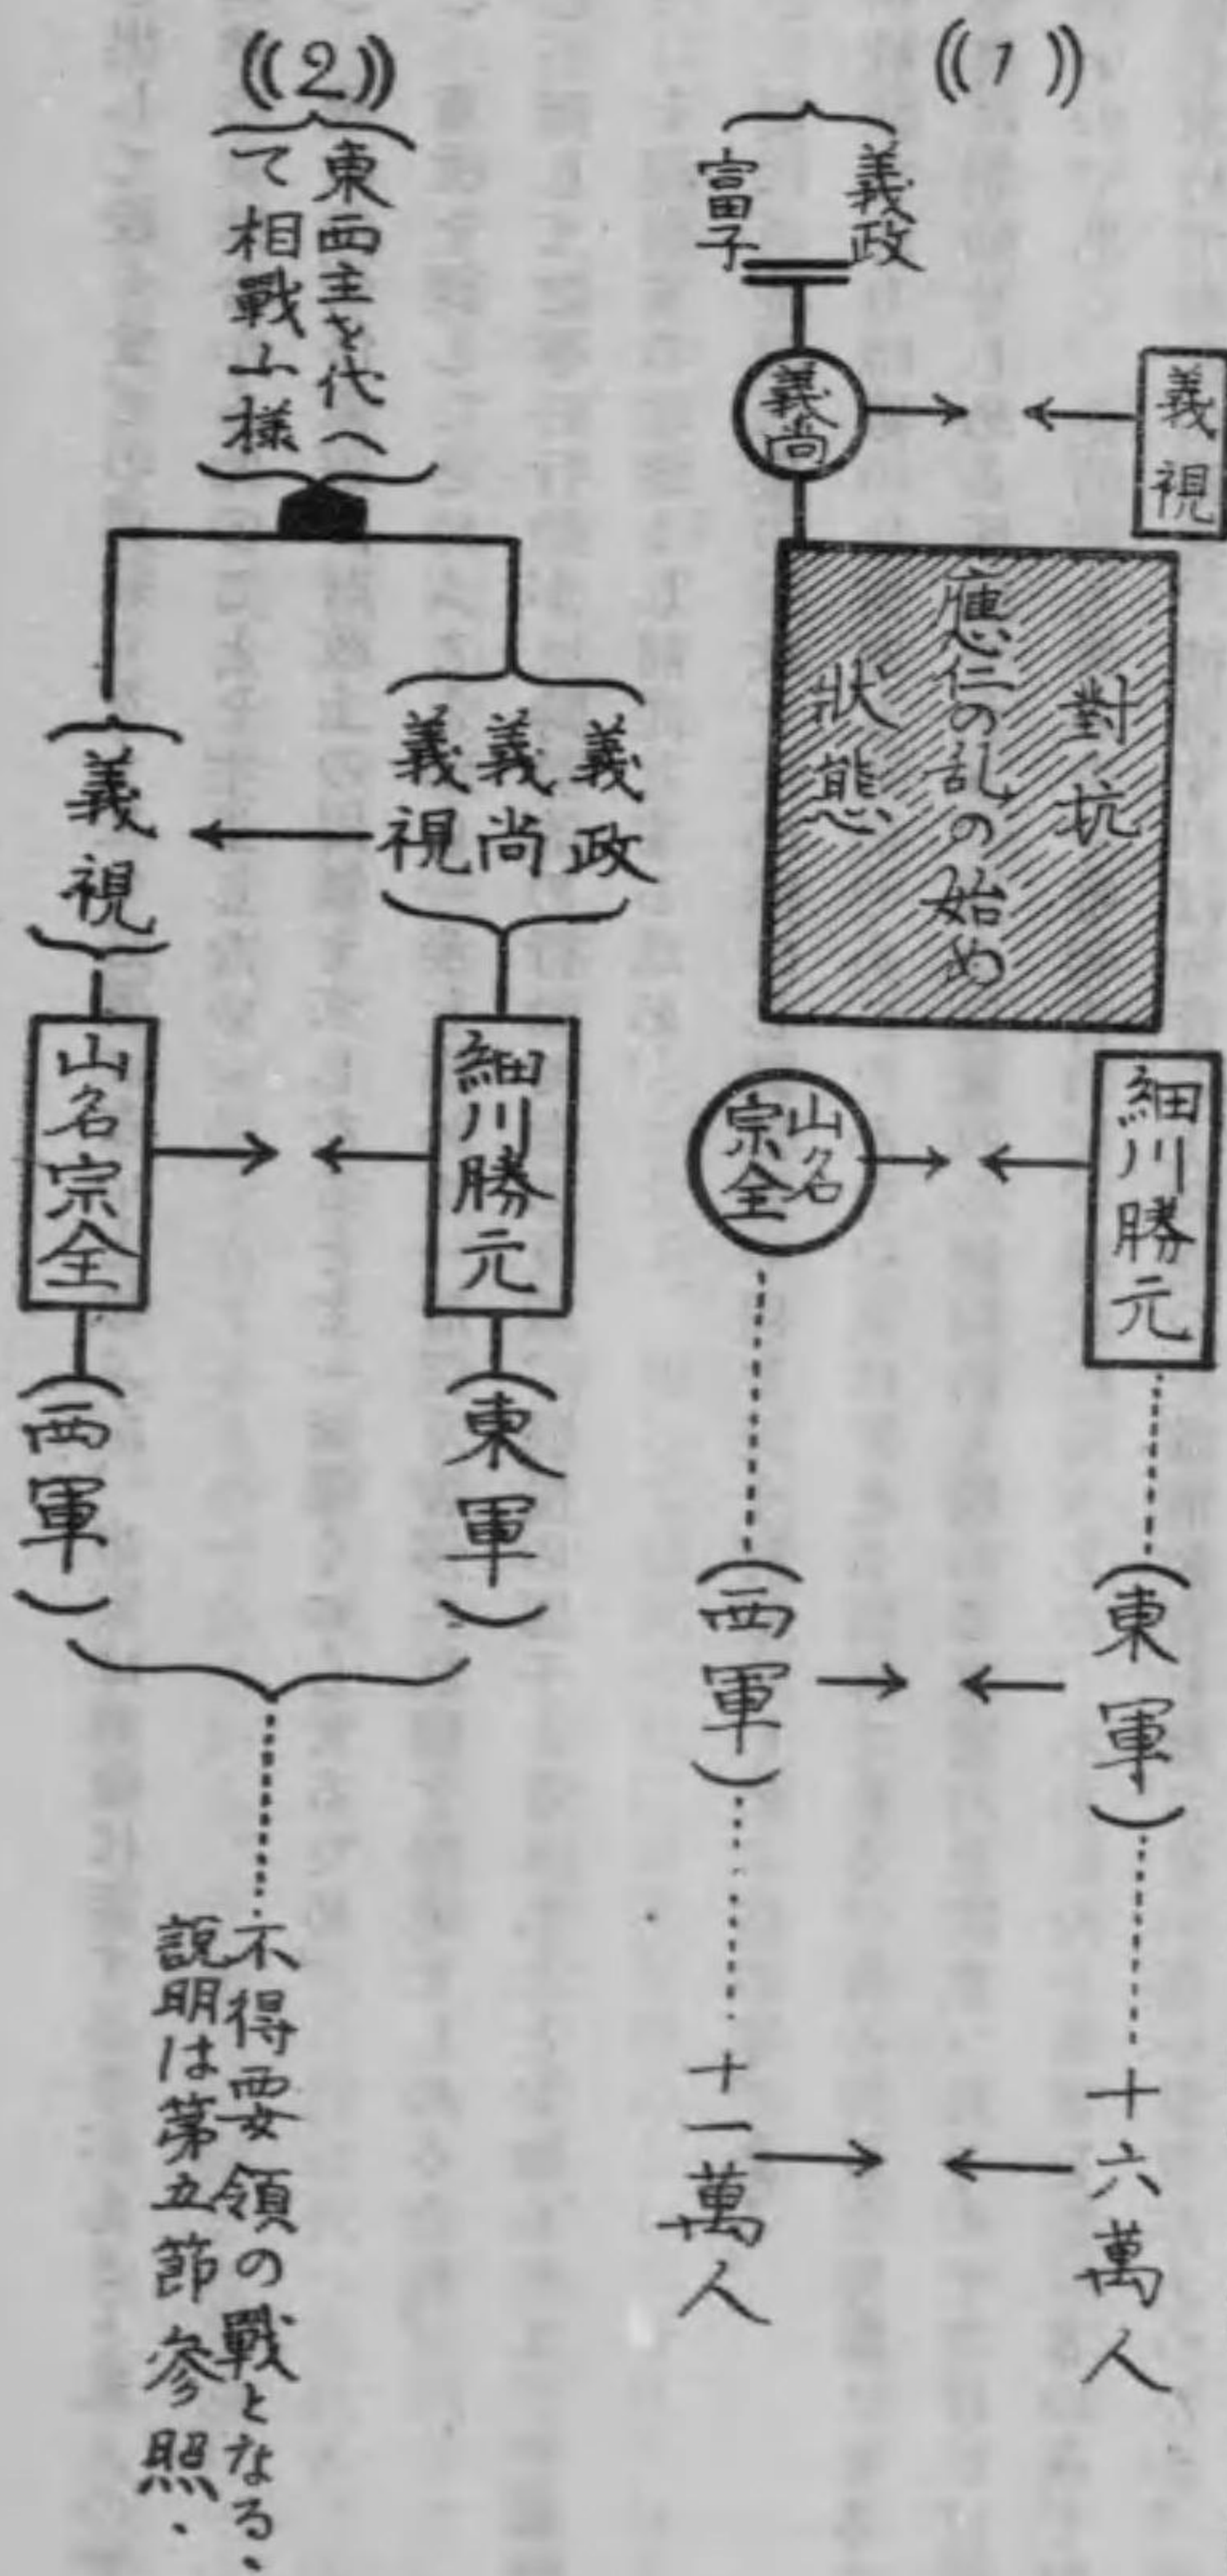 ((1))
義視
義政
富子
義尚
對抗
應仁の乱の始め
狀態
細川勝元
山名
宗全
(東軍)
(西軍)
十六萬人
十一萬人
((2))
東西主を代へ
て相戰ふ様
義政
義尚
義視
義視
細川勝元
山名宗全
(東軍)
(西軍)
不得要領の戰となる.
說明は第五節參照.